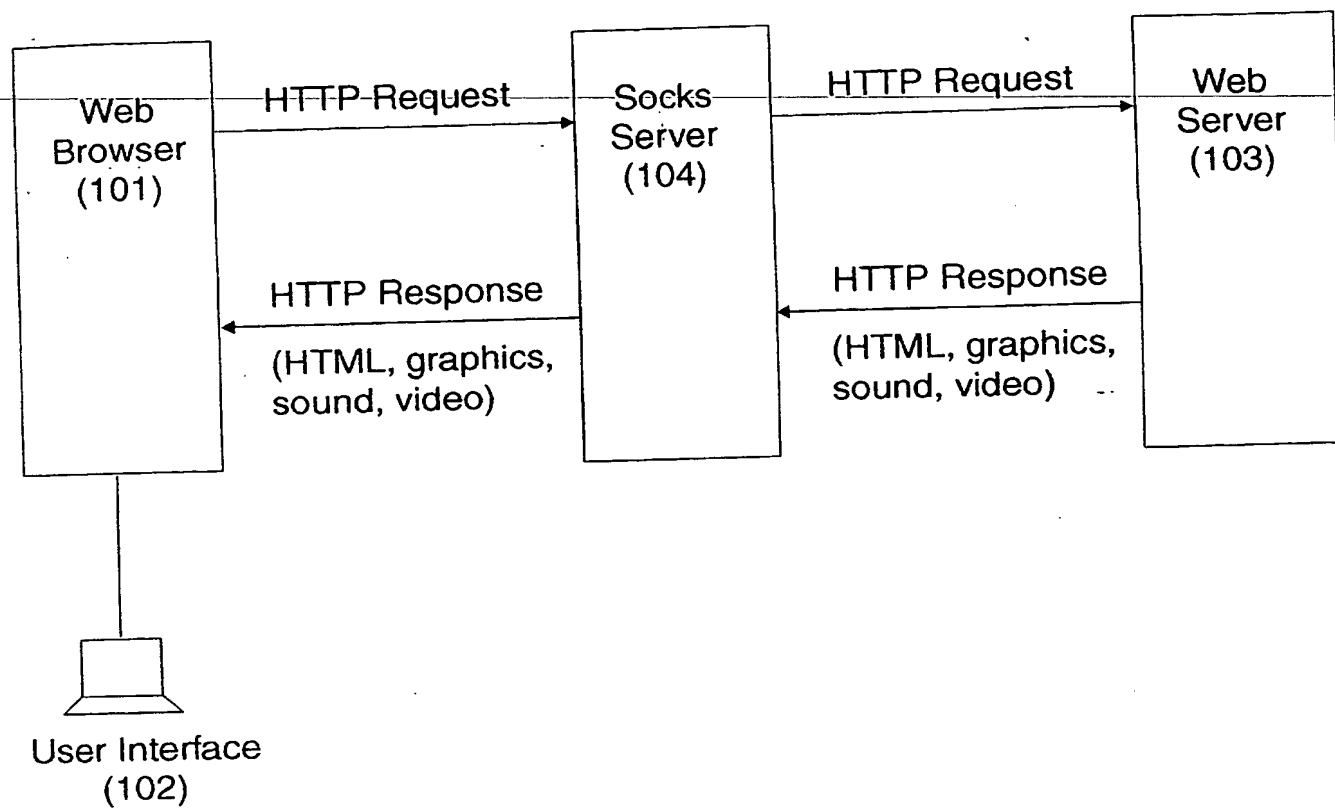 Web
Browser
(101)
HTTP Request
Socks
Server
(104)
HTTP Request
Web
Server
(103)
HTTP Response
(HTML, graphics,
sound, video)
HTTP Response
(HTML, graphics,
sound, video)
User Interface
(102)